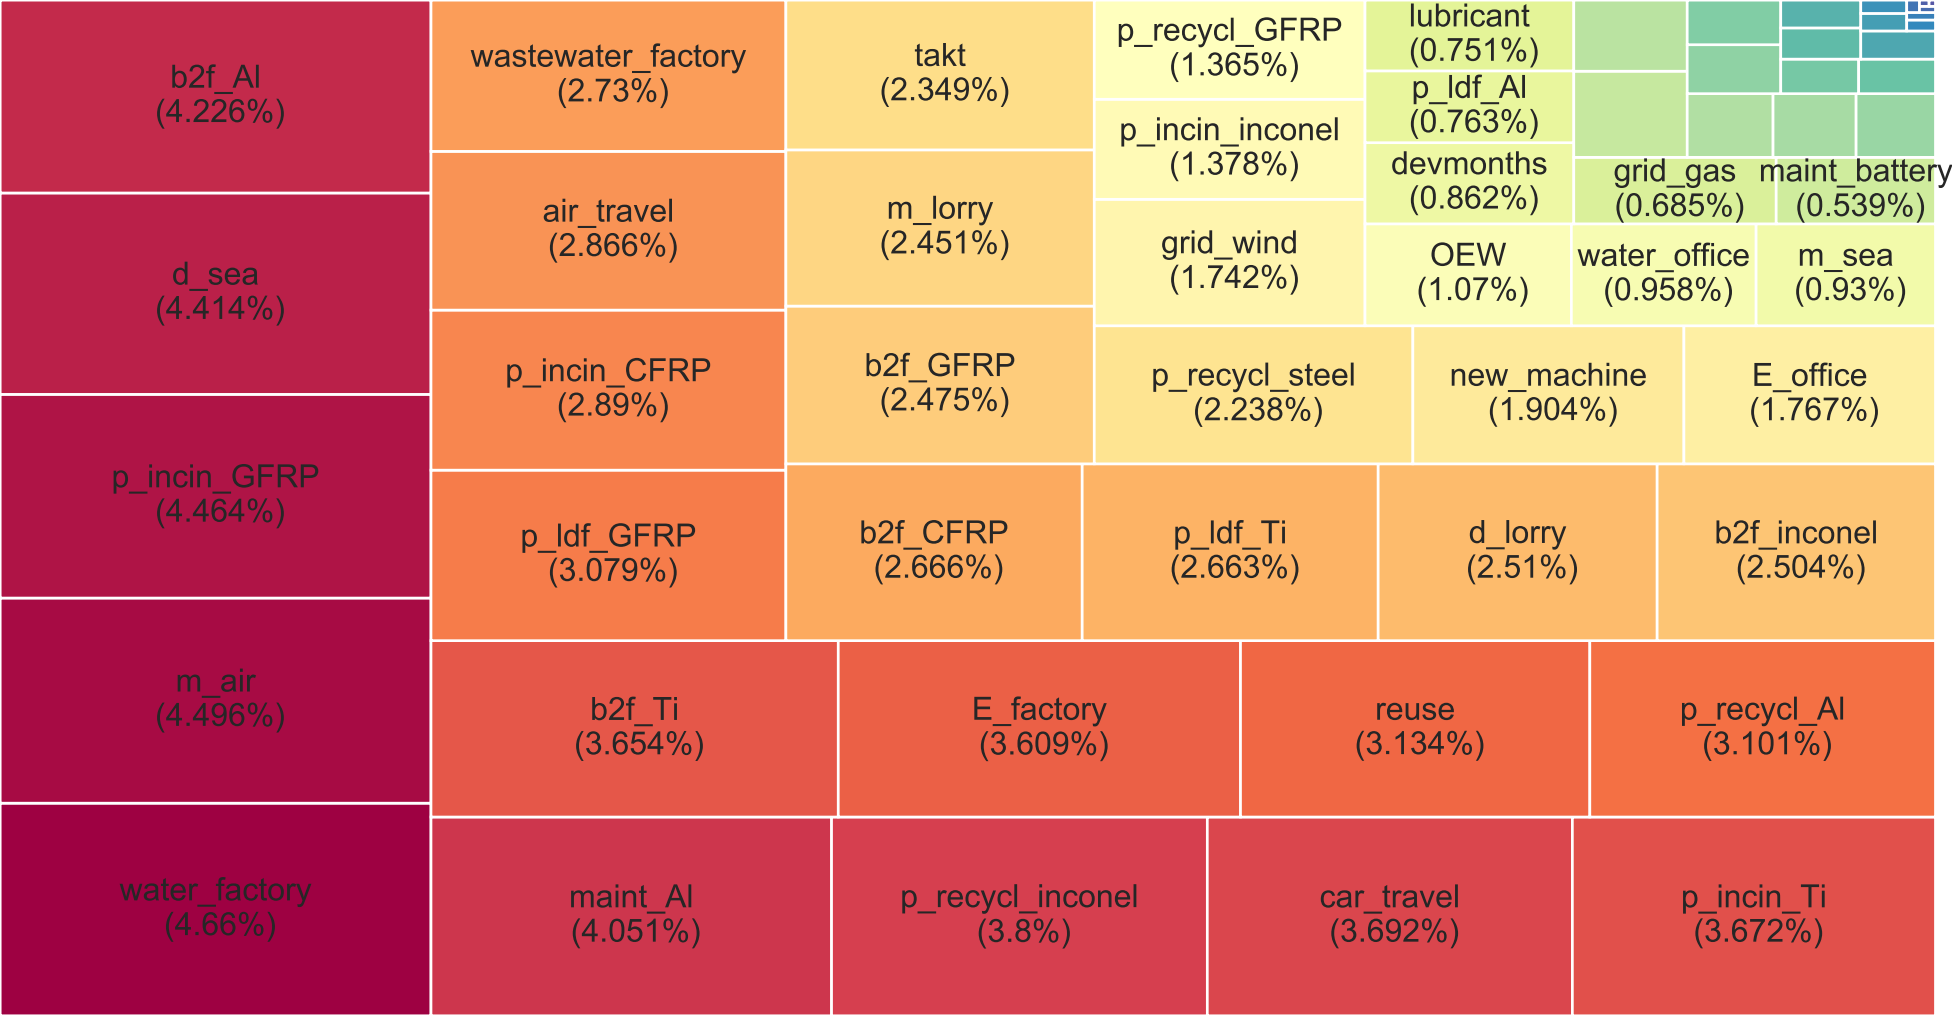 b2f_Al
(4.226%)
d_sea
(4.414%)
p_incin_GFRP
(4.464%)
m_air
(4.496%)
water_factory
(4.66%)
wastewater_factory
(2.73%)
air_travel
(2.866%)
p_incin_CFRP
(2.89%)
p_ldf_GFRP
(3.079%)
takt
(2.349%)
m_lorry
(2.451%)
b2f_GFRP
(2.475%)
p_recycl_GFRP
(1.365%)
p_incin_inconel
(1.378%)
grid_wind
(1.742%)
lubricant
(0.751%)
p_ldf_Al
(0.763%)
devmonths
(0.862%)
grid_gas
(0.685%)
maint_battery
(0.539%)
OEW
(1.07%)
water_office
(0.958%)
m_sea
(0.93%)
p_recycl_steel
(2.238%)
new_machine
(1.904%)
E_office
(1.767%)
b2f_CFRP
(2.666%)
p_ldf_Ti
(2.663%)
d_lorry
(2.51%)
b2f_inconel
(2.504%)
b2f_Ti
(3.654%)
E_factory
(3.609%)
reuse
(3.134%)
p_recycl_Al
(3.101%)
maint_Al
(4.051%)
p_recycl_inconel
(3.8%)
car_travel
(3.692%)
p_incin_Ti
(3.672%)